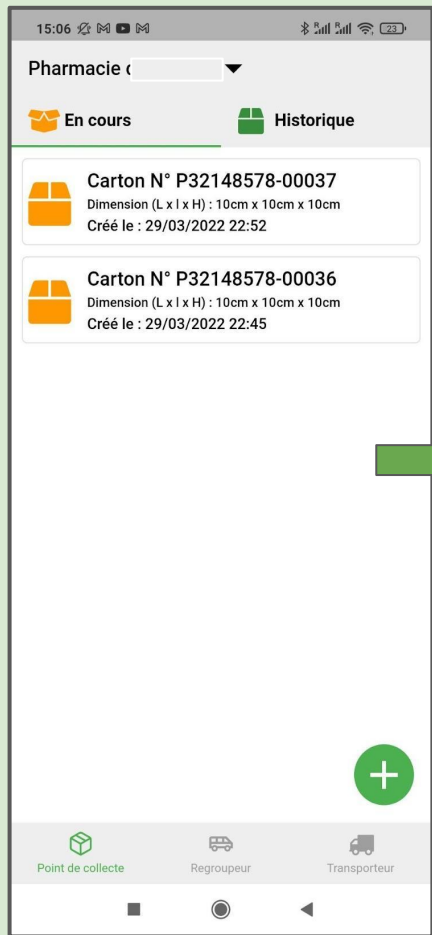 15:06
23
Pharmacie
En cours
Historique
Carton N° P32148578-00037
Dimension (L x l x H) : 10cm x 10cm x 10cm
Créé le : 29/03/2022 22:52
Carton N° P32148578-00036
Dimension (L x l x H) : 10cm x 10cm x 10cm
Créé le : 29/03/2022 22:45
Point de collecte
Regroupeur
Transporteur